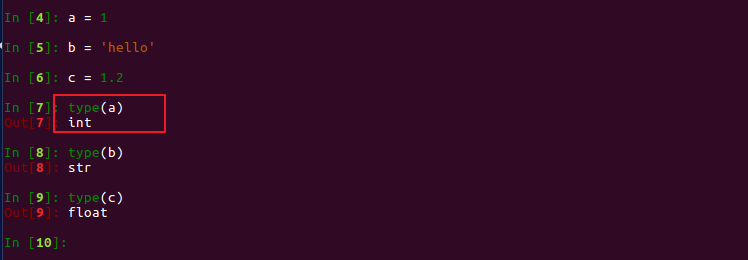 In [4]: a = 1
In [5]: b = 'hello'
In [6]: c = 1.2
In [7]: type(a)
Out[7]: int
In [8]: type(b)
Out[8]: str
In [9]: type(c)
Out[9]: float
In [10]: